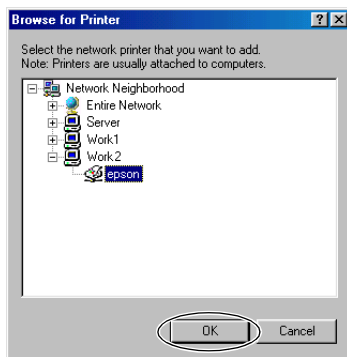 Browse for Printer
Select the network printer that you want to add.
Note: Printers are usually attached to computers.
Network Neighborhood
Entire Network
Server
Work1
Work2
epson
OK Cancel